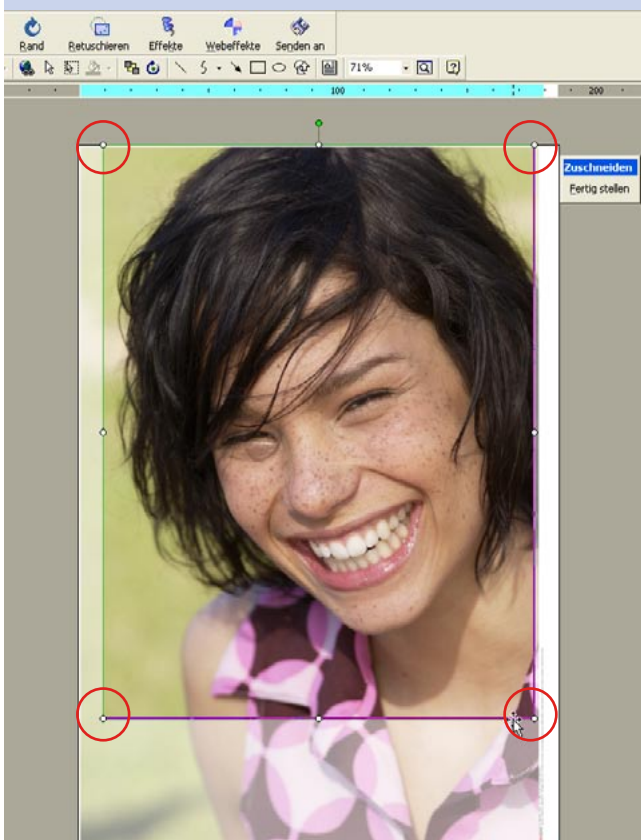 Rand Retuschieren Effekte Webeffekte Senden an
71%
100 200
Zuschneiden
Fertig stellen